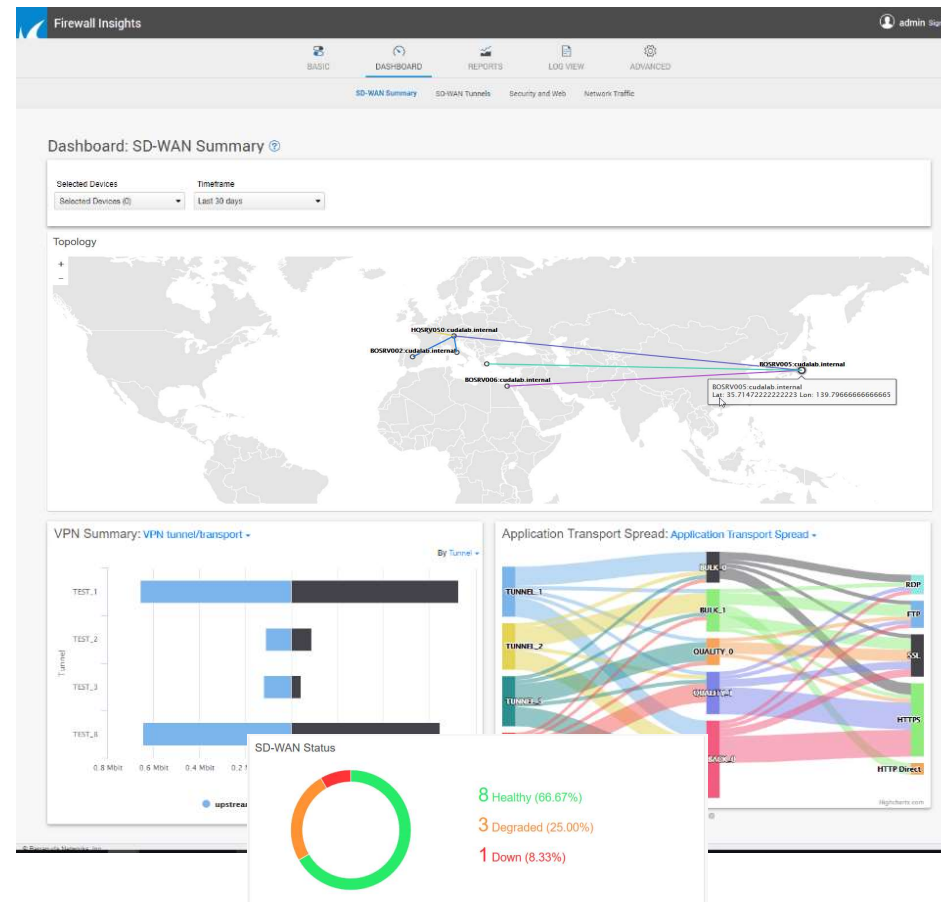 Firewall Insights
admin
BASIC
DASHBOARD
REPORTS
LOG VIEW
ADVANCED
SD-WAN Summary
SD-WAN Tunnels
Security and Web
Network Traffic
Dashboard: SD-WAN Summary
Selected Devices
Timeframe
Selected Devices (0)
Last 30 days
Topology
+
−
HQSRV050:cudalab.internal
BOSRV002:cudalab.internal
BOSRV005:cudalab.internal
BOSRV006:cudalab.internal
BOSRV005:cudalab.internal
Lat: 35.71472222222223 Lon: 139.79666666666665
VPN Summary: VPN tunnel/transport
By Tunnel
TEST_1
TEST_2
TEST_3
TEST_8
Tunnel
0.8 Mbit
0.6 Mbit
0.4 Mbit
Application Transport Spread: Application Transport Spread
TUNNEL_1
TUNNEL_2
BULK_0
BULK_1
QUALITY_0
RDP
FTP
SSL
HTTPS
HTTP Direct
Highcharts.com
SD-WAN Status
8 Healthy (66.67%)
3 Degraded (25.00%)
1 Down (8.33%)